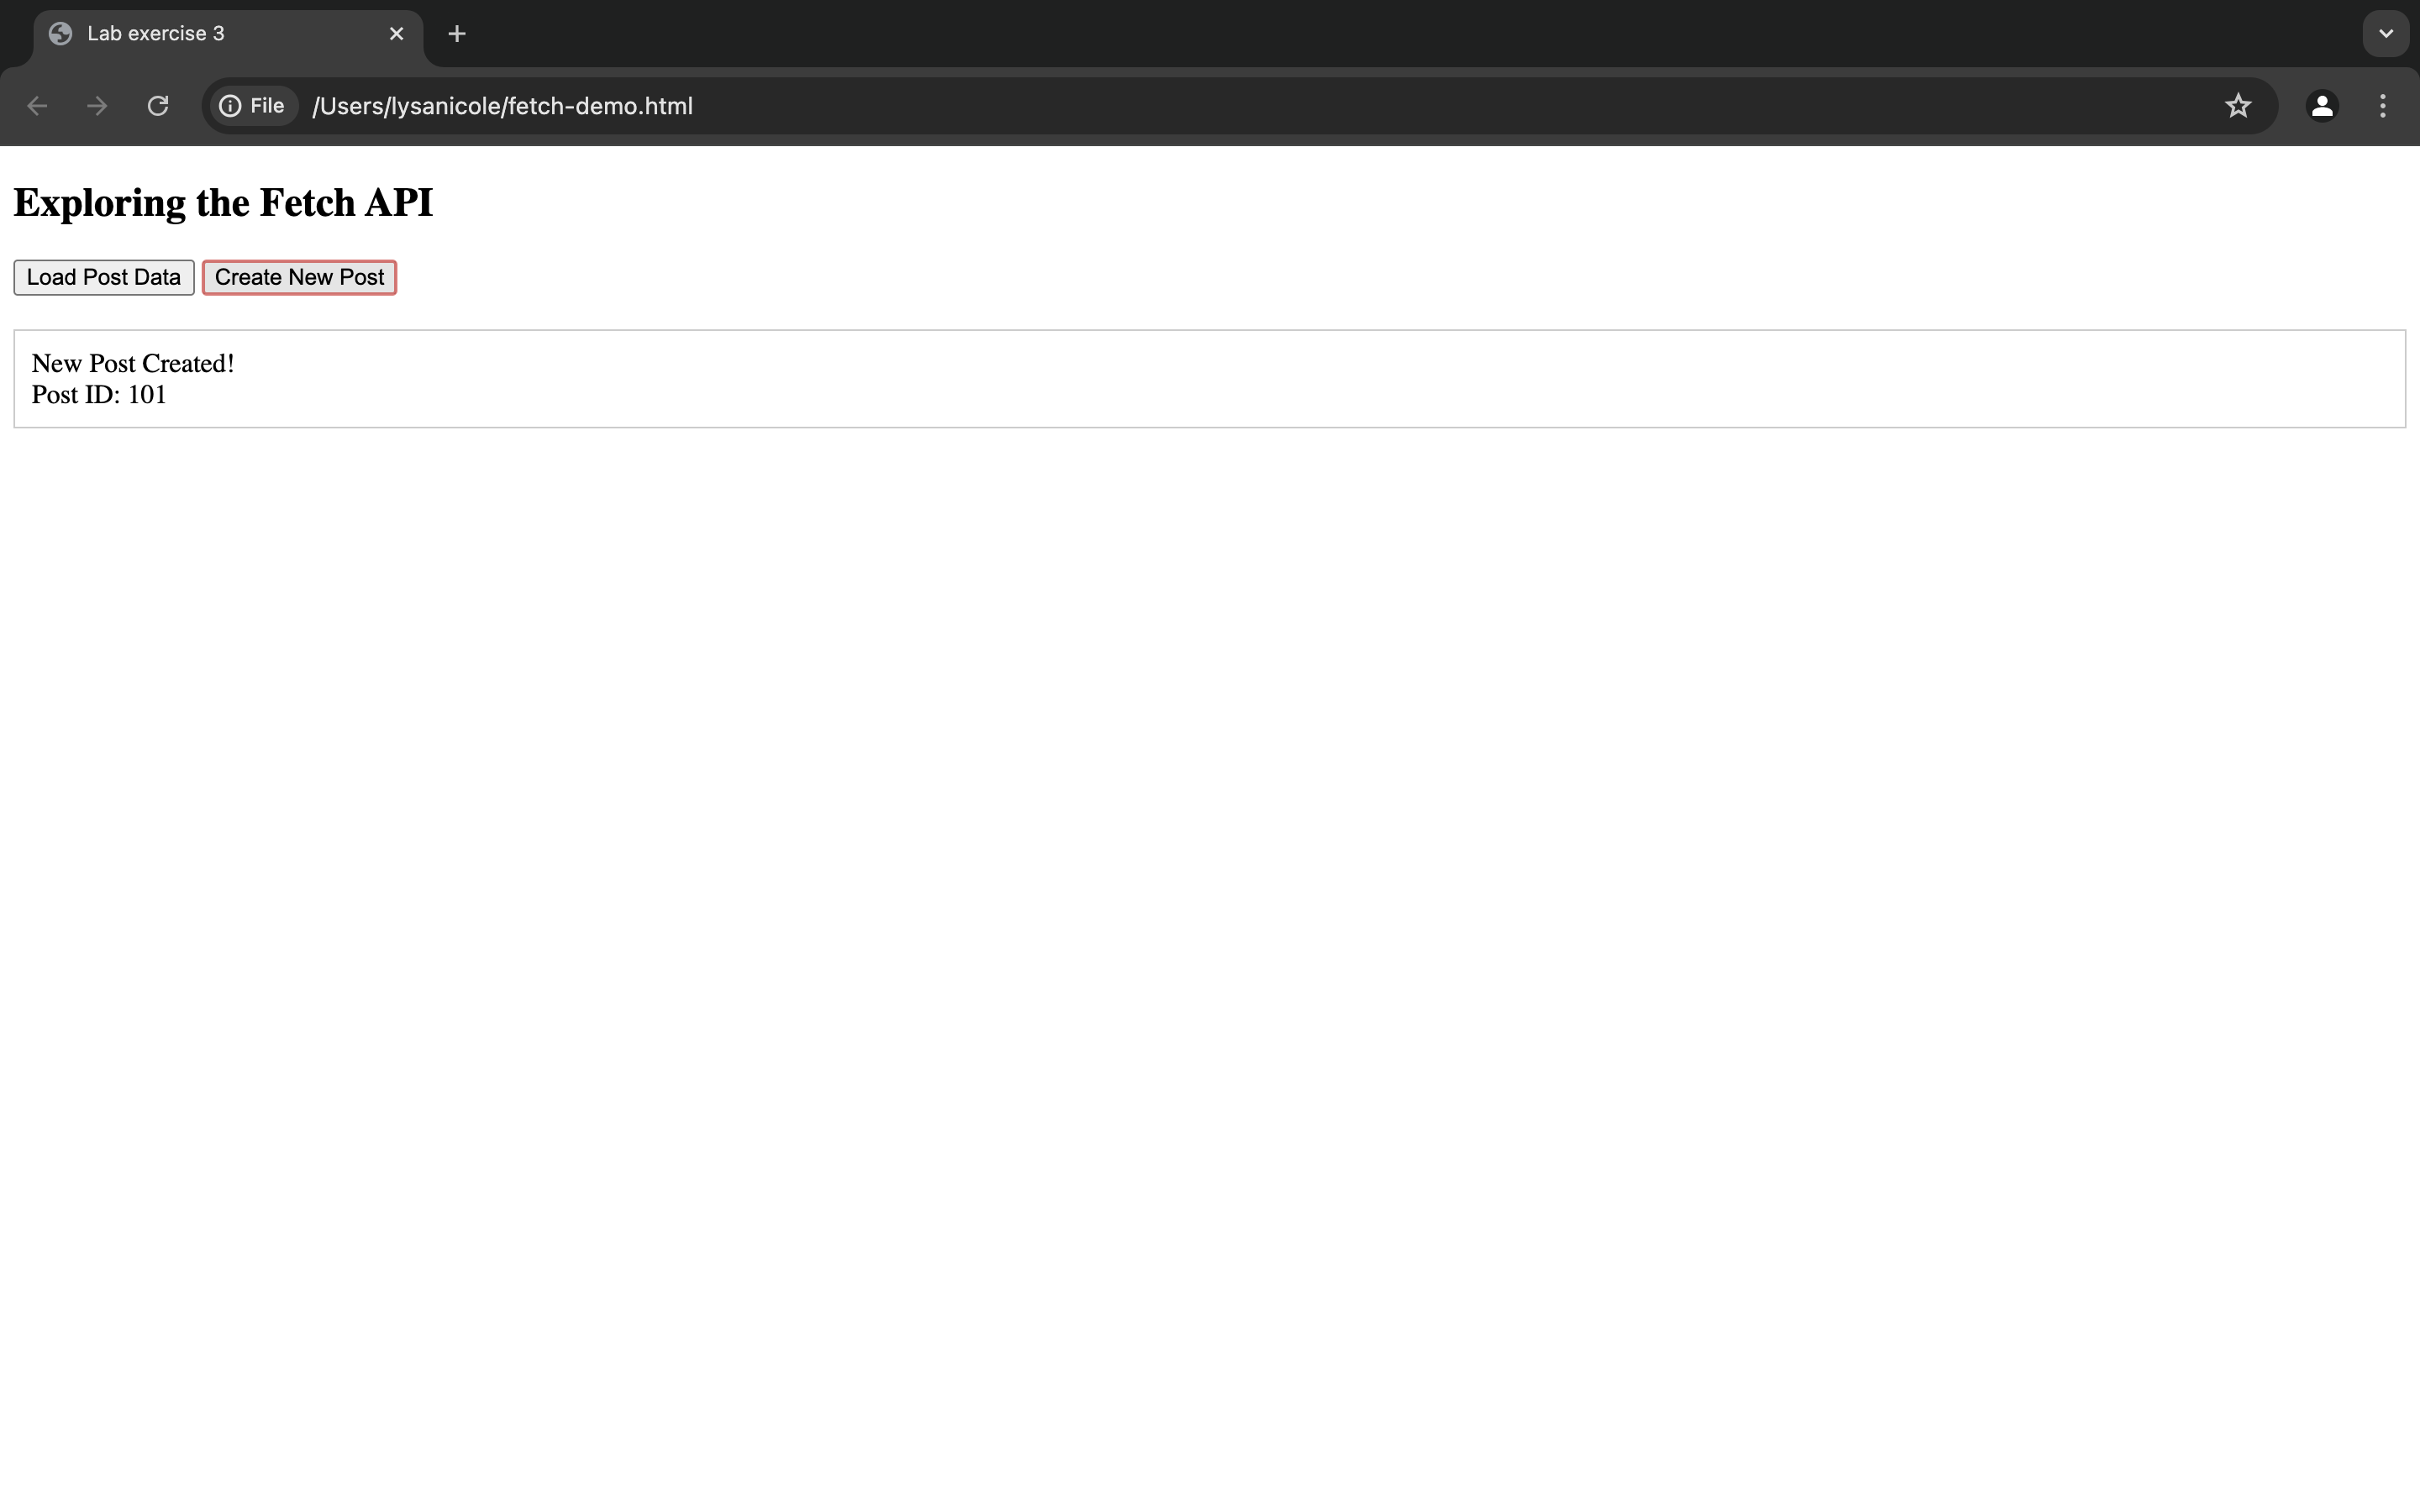 Lab exercise 3
File /Users/lysanicole/fetch-demo.html
Exploring the Fetch API
Load Post Data Create New Post
New Post Created!
Post ID: 101